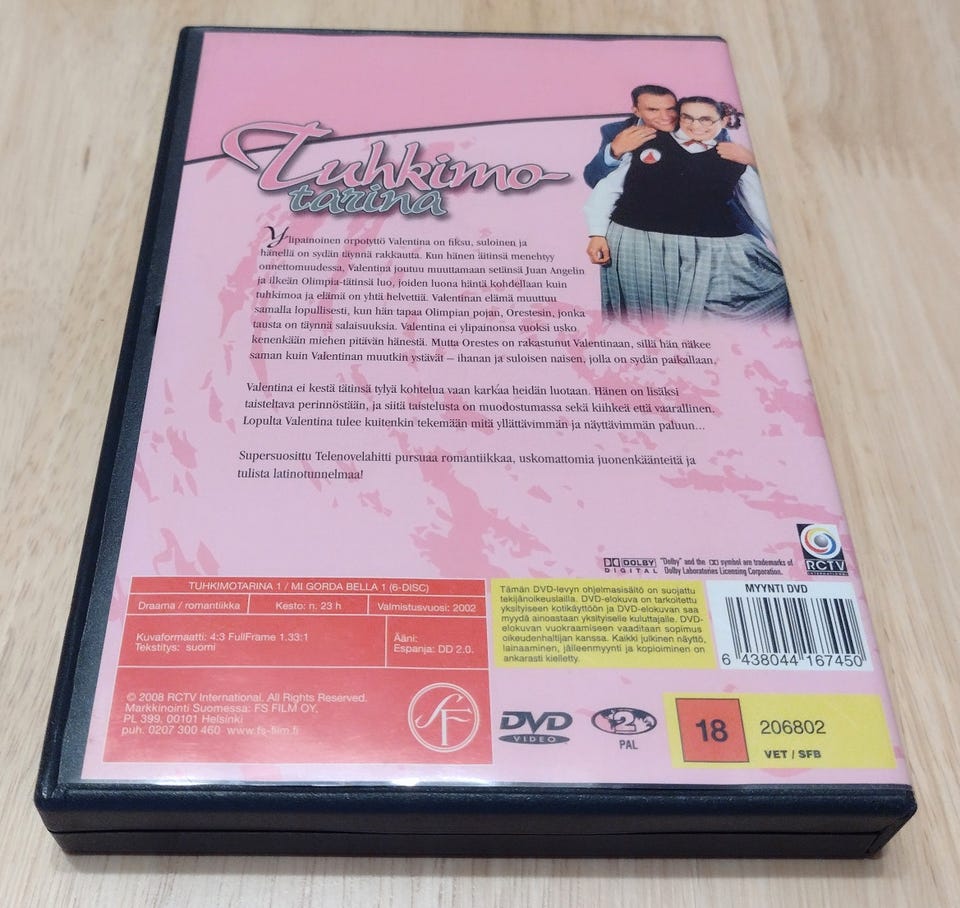 Tuhkimo-
tarina
Ylipainoinen orpotyttö Valentina on fiksu, suloinen ja
hänellä on sydän täynnä rakkautta. Kun hänen äitinsä menehtyy
onnettomuudessa, Valentina joutuu muuttamaan setänsä Juan Angelin
ja ilkeän Olimpia-tätinsä luo, joiden luona häntä kohdellaan kuin
tuhkimoa ja elämä on yhtä helvettiä. Valentinan elämä muuttuu
samalla lopullisesti, kun hän tapaa Olimpian pojan, Orestesin, jonka
tausta on täynnä salaisuuksia. Valentina ei ylipainonsa vuoksi usko
kenenkään miehen pitävän hänestä. Mutta Orestes on rakastunut Valentinaan, sillä hän näkee
saman kuin Valentinan muutkin ystävät – ihanan ja suloisen naisen, jolla on sydän paikallaan.
Valentina ei kestä tätinsä tylyä kohtelua vaan karkaa heidän luotaan. Hänen on lisäksi
taisteltava perinnöstään, ja siitä taistelusta on muodostumassa sekä kiihkeä että vaarallinen.
Lopulta Valentina tulee kuitenkin tekemään mitä yllättävimmän ja näyttävimmän paluun...
Supersuosittu Telenovelahitti pursuaa romantiikkaa, uskomattomia juonenkäänteitä ja
tulista latinotunnelmaa!
DOLBY
DIGITAL
"Dolby" and the symbol are trademarks of
Dolby Laboratories Licensing Corporation.
RCTV
INTERNATIONAL
TUHKIMOTARINA 1 / MI GORDA BELLA 1 (6-DISC)
Draama / romantiikka
Kesto: n. 23 h
Valmistusvuosi: 2002
Kuvaformaatti: 4:3 FullFrame 1.33:1
Tekstitys: suomi
Ääni:
Espanja: DD 2.0.
© 2008 RCTV International. All Rights Reserved.
Markkinointi Suomessa: FS FILM OY,
PL 399, 00101 Helsinki
puh. 0207 300 460 www.fs-film.fi
SF
Tämän DVD-levyn ohjelmasisältö on suojattu
tekijänoikeuslailla. DVD-elokuva on tarkoitettu
yksityiseen kotikäyttöön ja DVD-elokuvan saa
myydä ainoastaan yksityiselle kuluttajalle. DVD-
elokuvan vuokraamiseen vaaditaan sopimus
oikeudenhaltijan kanssa. Kaikki julkinen näyttö,
lainaaminen, jälleenmyynti ja kopioiminen on
ankarasti kielletty.
MYYNTI DVD
6 438044 167450
DVD
VIDEO
2
PAL
18
206802
VET / SFB